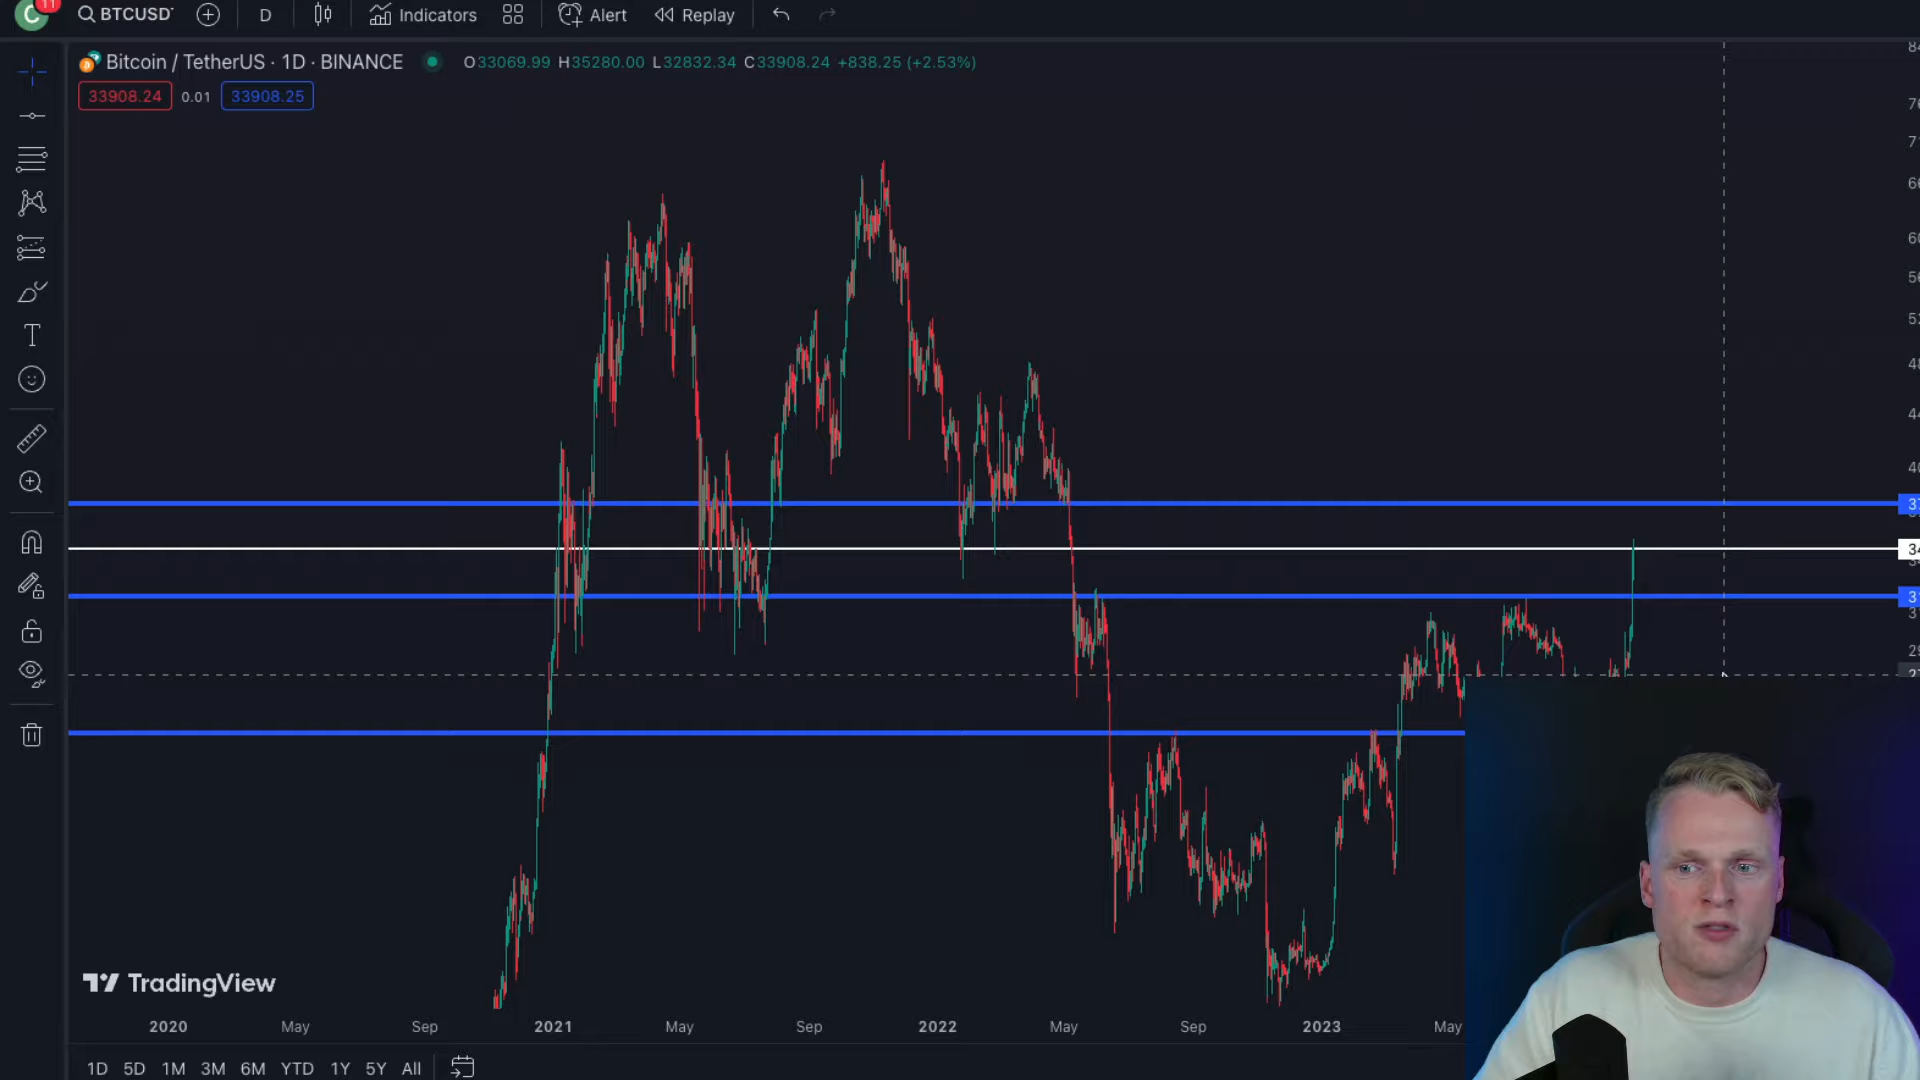 C 11 BTCUSDT D Indicators Alert Replay
Bitcoin / TetherUS · 1D · BINANCE O33069.99 H35280.00 L32832.34 C33908.24 +838.25 (+2.53%)
33908.24 0.01 33908.25
TradingView
2020 May Sep 2021 May Sep 2022 May Sep 2023 May
1D 5D 1M 3M 6M YTD 1Y 5Y All